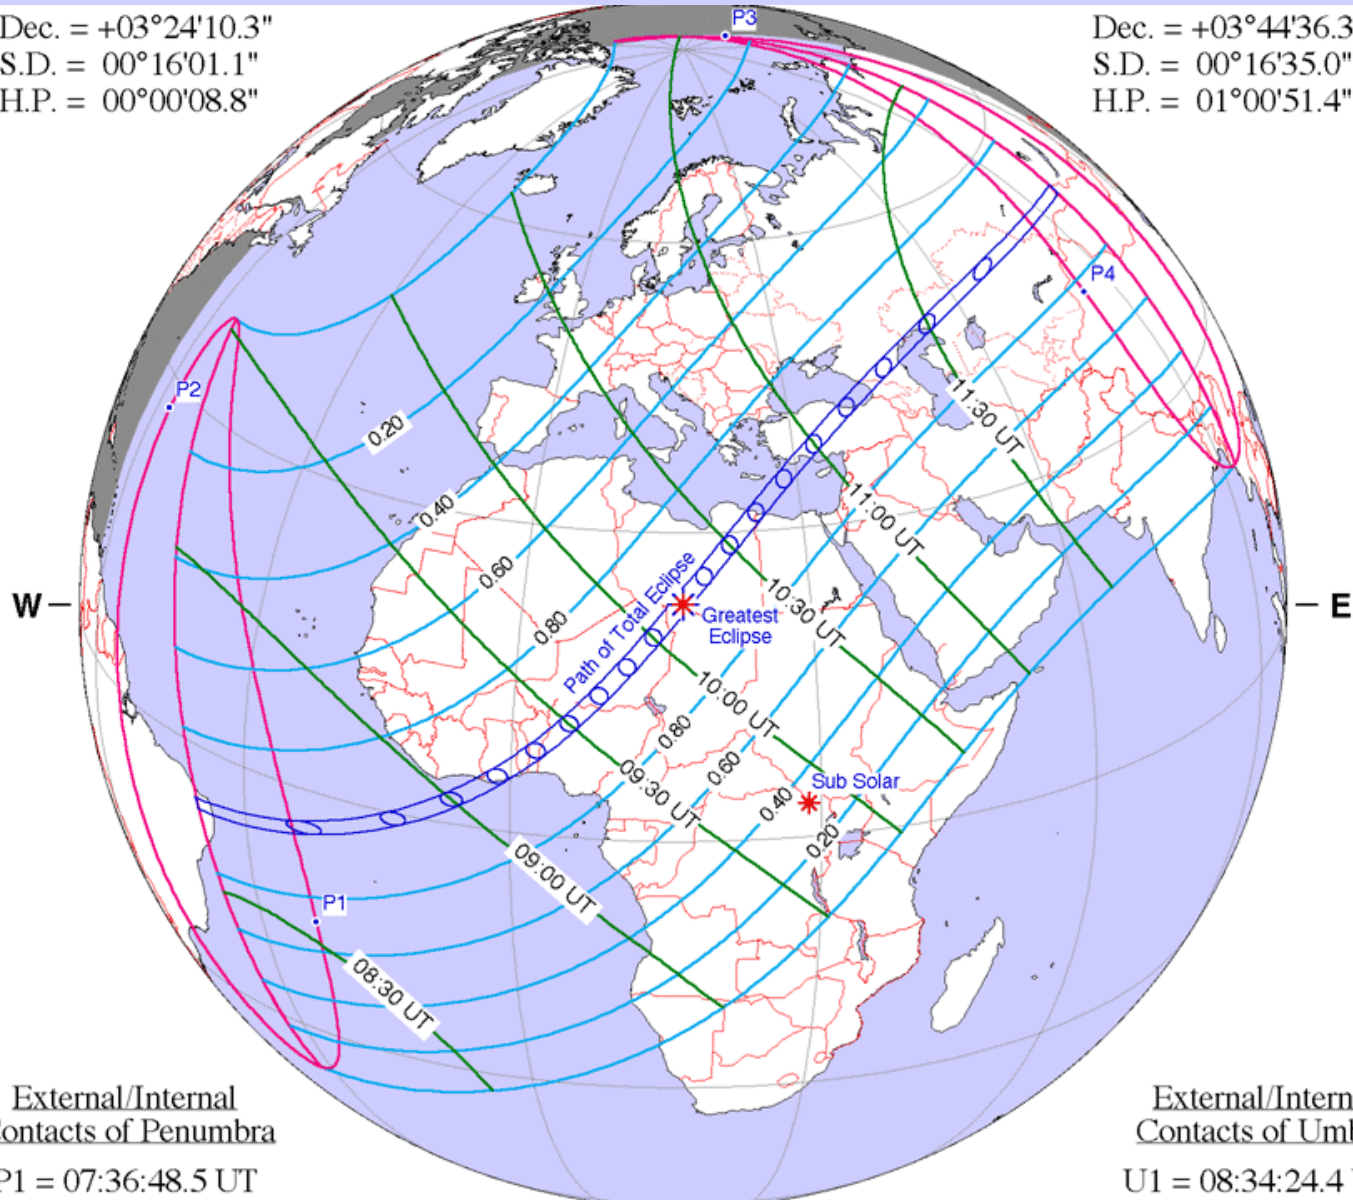 Dec. = +03°24'10.3"
S.D. = 00°16'01.1"
H.P. = 00°00'08.8"
Dec. = +03°44'36.3
S.D. = 00°16'35.0"
H.P. = 01°00'51.4"
P3
P4
P2
0.20
11:30 UT
0.40
11:00 UT
0.60
Path of Total Eclipse
10:30 UT
W
E
Greatest
Eclipse
0.80
10:00 UT
0.80
0.60
Sub Solar
09:30 UT
0.40
0.20
09:00 UT
P1
08:30 UT
External/Internal
ontacts of Penumbra
P1 = 07:36:48.5 UT
External/Intern
Contacts of Umb
U1 = 08:34:24.4